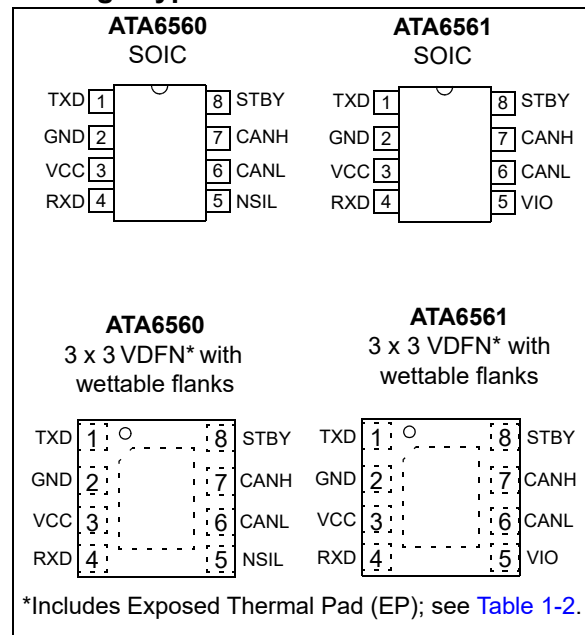 ATA6560
SOIC
TXD 1 8 STBY
GND 2 7 CANH
VCC 3 6 CANL
RXD 4 5 NSIL
ATA6561
SOIC
TXD 1 8 STBY
GND 2 7 CANH
VCC 3 6 CANL
RXD 4 5 VIO
ATA6560
3 x 3 VDFN* with
wettable flanks
TXD 1 8 STBY
GND 2 7 CANH
VCC 3 6 CANL
RXD 4 5 NSIL
ATA6561
3 x 3 VDFN* with
wettable flanks
TXD 1 8 STBY
GND 2 7 CANH
VCC 3 6 CANL
RXD 4 5 VIO
*Includes Exposed Thermal Pad (EP); see Table 1-2.